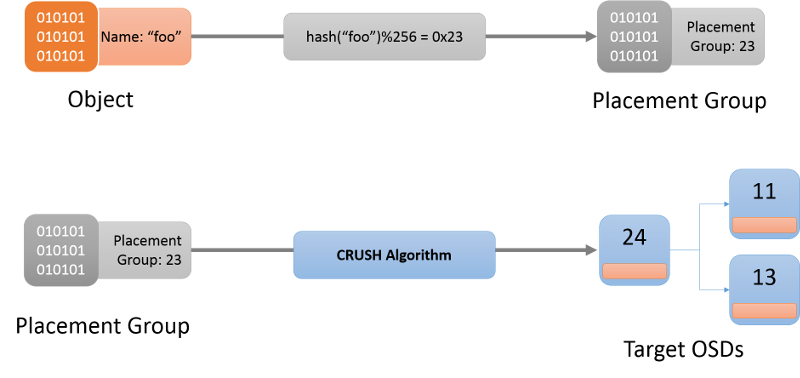 010101
010101
010101
Name: “foo”
hash(“foo”)%256 = 0x23
010101
010101
010101
Placement
Group: 23
Object
Placement Group
010101
010101
010101
Placement
Group: 23
CRUSH Algorithm
24
11
13
Placement Group
Target OSDs